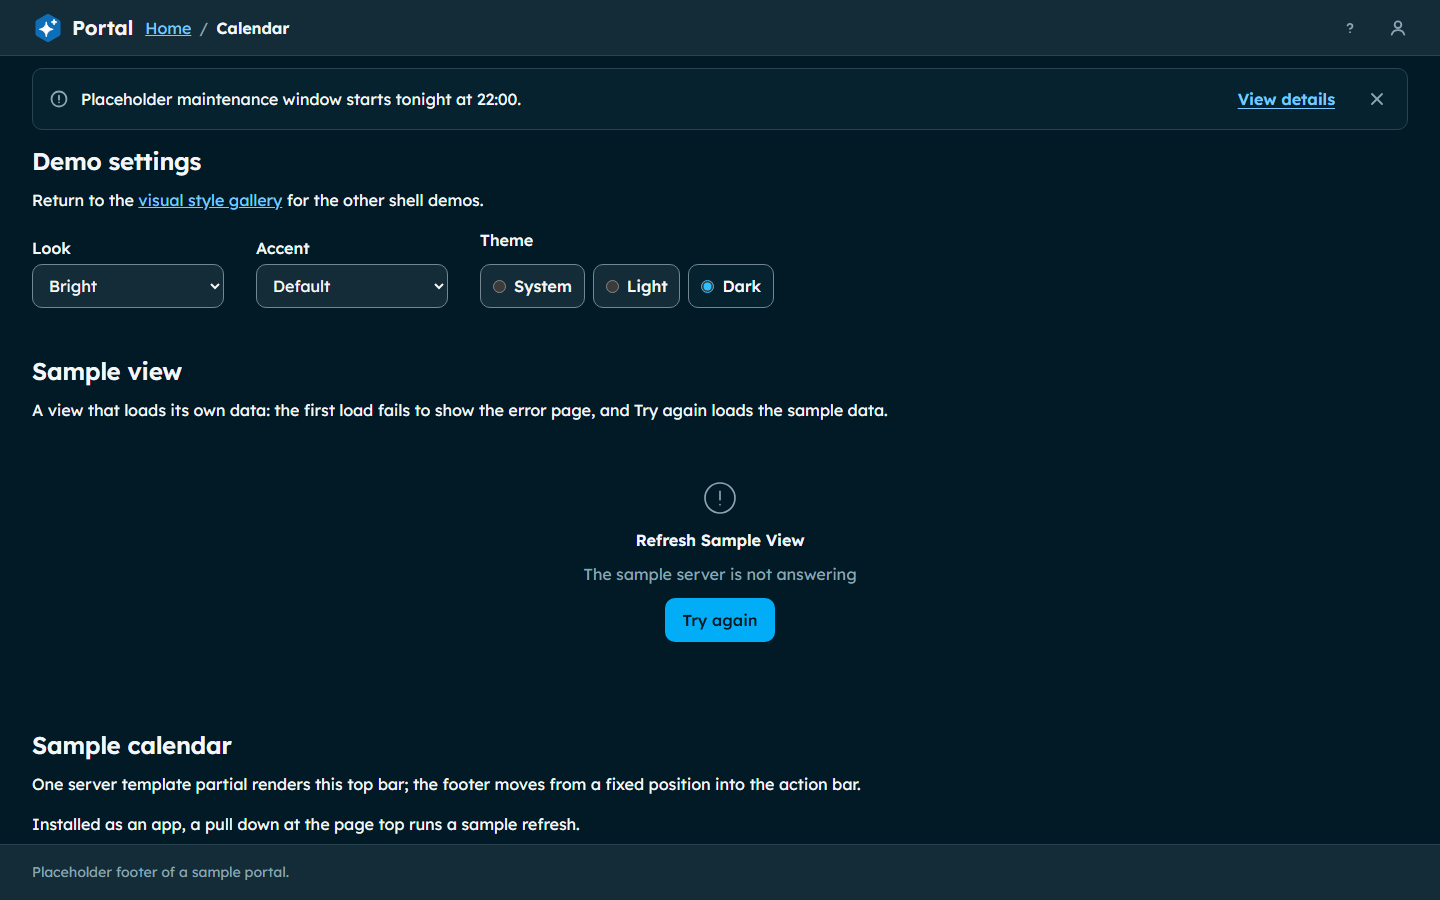 Portal Home / Calendar ?
Placeholder maintenance window starts tonight at 22:00. View details
Demo settings
Return to the visual style gallery for the other shell demos.
Look Accent Theme
Bright Default System Light Dark
Sample view
A view that loads its own data: the first load fails to show the error page, and Try again loads the sample data.
Refresh Sample View
The sample server is not answering
Try again
Sample calendar
One server template partial renders this top bar; the footer moves from a fixed position into the action bar.
Installed as an app, a pull down at the page top runs a sample refresh.
Placeholder footer of a sample portal.